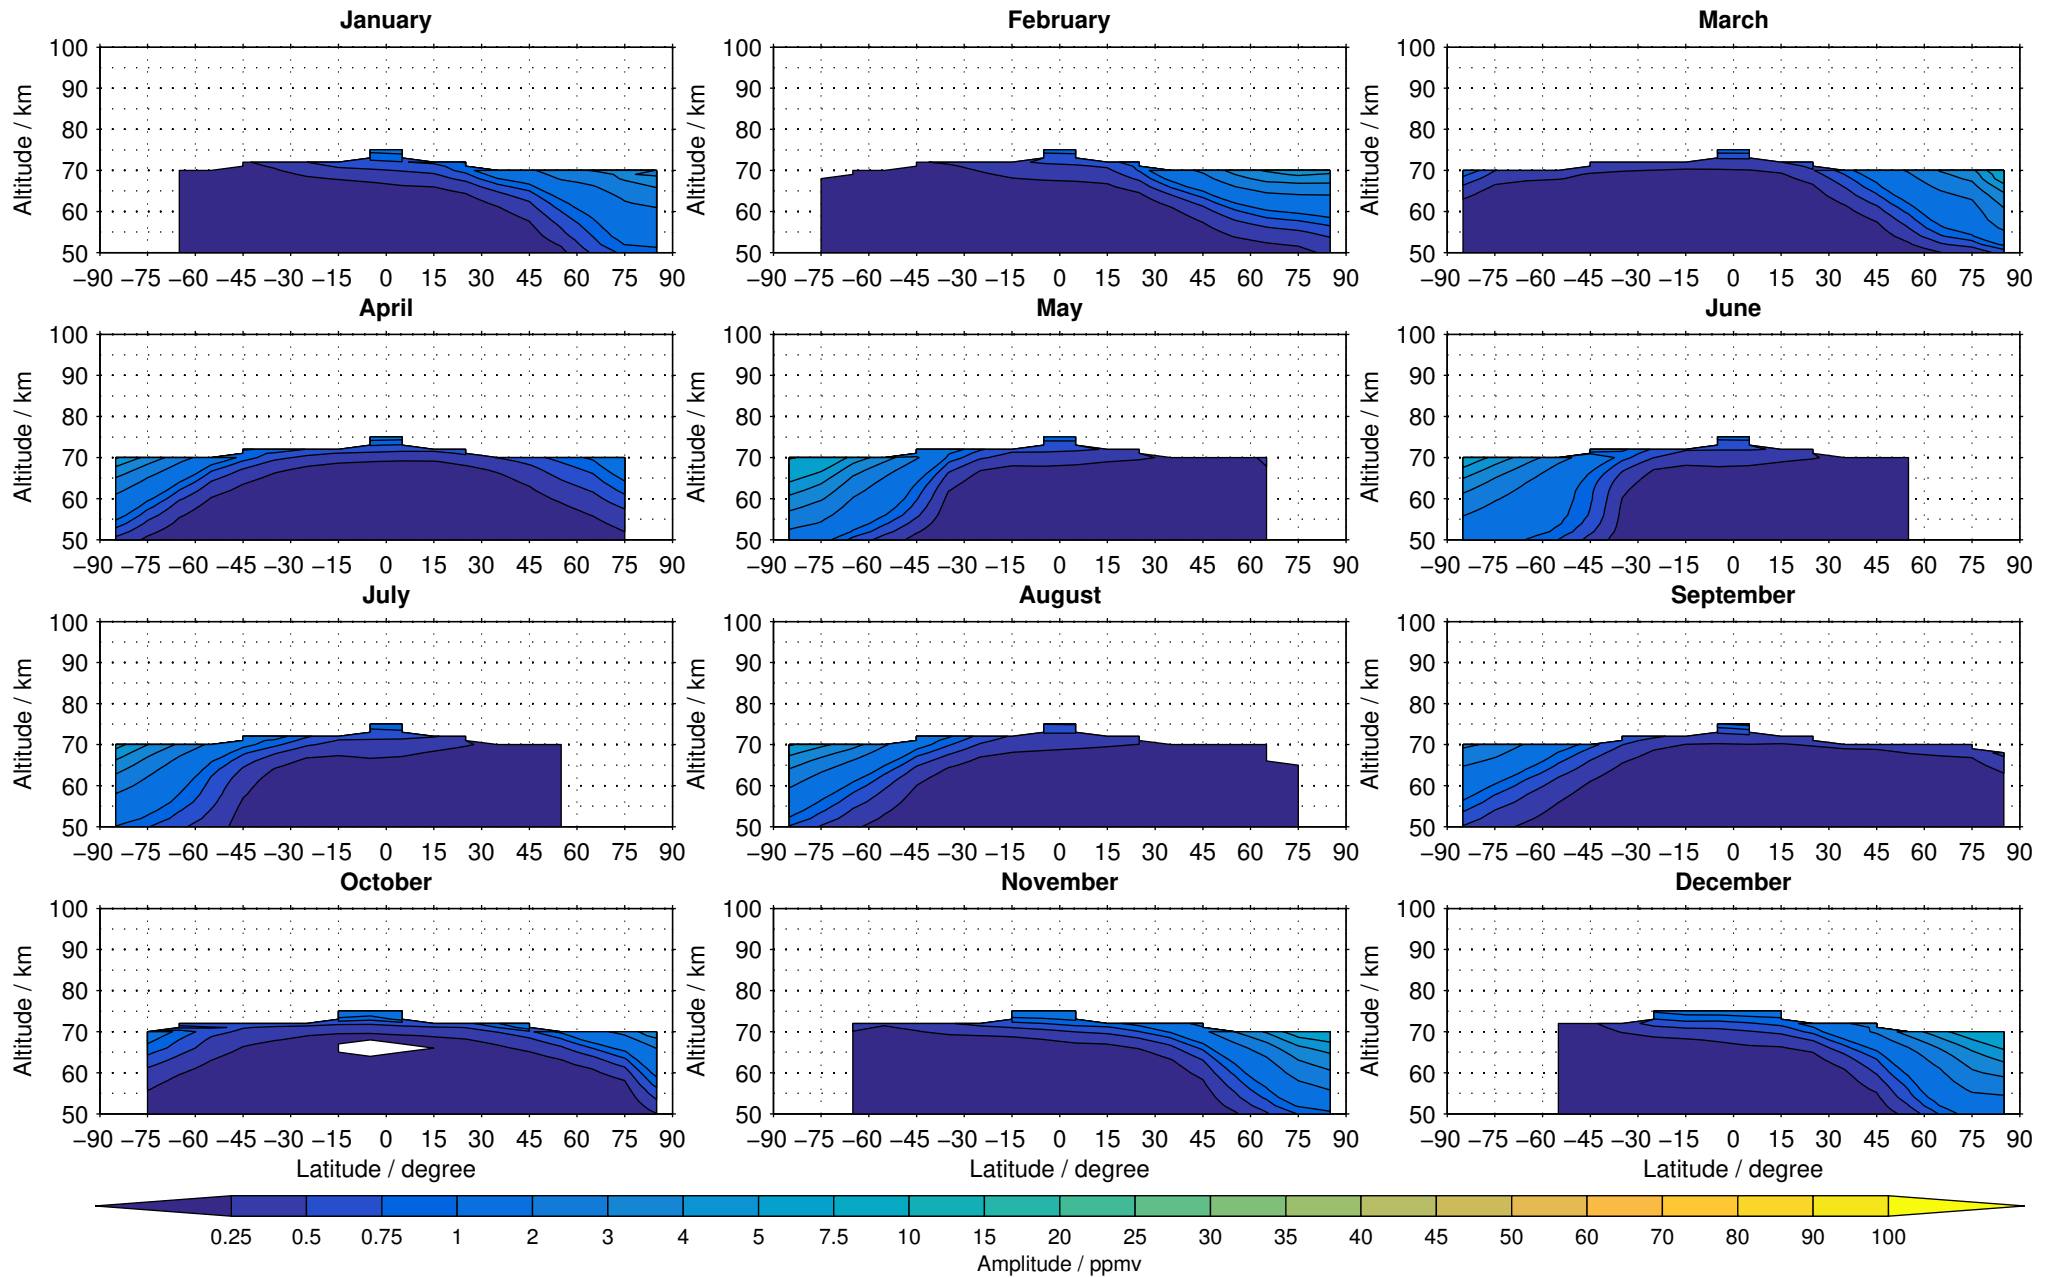 January February March
100 100 100
90 90 90
80 80 80
70 70 70
60 60 60
50 50 50
Altitude / km Altitude / km Altitude / km
−90 −75 −60 −45 −30 −15 0 15 30 45 60 75 90 −90 −75 −60 −45 −30 −15 0 15 30 45 60 75 90 −90 −75 −60 −45 −30 −15 0 15 30 45 60 75 90
April May June
100 100 100
90 90 90
80 80 80
70 70 70
60 60 60
50 50 50
Altitude / km Altitude / km Altitude / km
−90 −75 −60 −45 −30 −15 0 15 30 45 60 75 90 −90 −75 −60 −45 −30 −15 0 15 30 45 60 75 90 −90 −75 −60 −45 −30 −15 0 15 30 45 60 75 90
July August September
100 100 100
90 90 90
80 80 80
70 70 70
60 60 60
50 50 50
Altitude / km Altitude / km Altitude / km
−90 −75 −60 −45 −30 −15 0 15 30 45 60 75 90 −90 −75 −60 −45 −30 −15 0 15 30 45 60 75 90 −90 −75 −60 −45 −30 −15 0 15 30 45 60 75 90
October November December
100 100 100
90 90 90
80 80 80
70 70 70
60 60 60
50 50 50
Altitude / km Altitude / km Altitude / km
−90 −75 −60 −45 −30 −15 0 15 30 45 60 75 90 −90 −75 −60 −45 −30 −15 0 15 30 45 60 75 90 −90 −75 −60 −45 −30 −15 0 15 30 45 60 75 90
Latitude / degree Latitude / degree Latitude / degree
0.25 0.5 0.75 1 2 3 4 5 7.5 10 15 20 25 30 35 40 45 50 60 70 80 90 100
Amplitude / ppmv